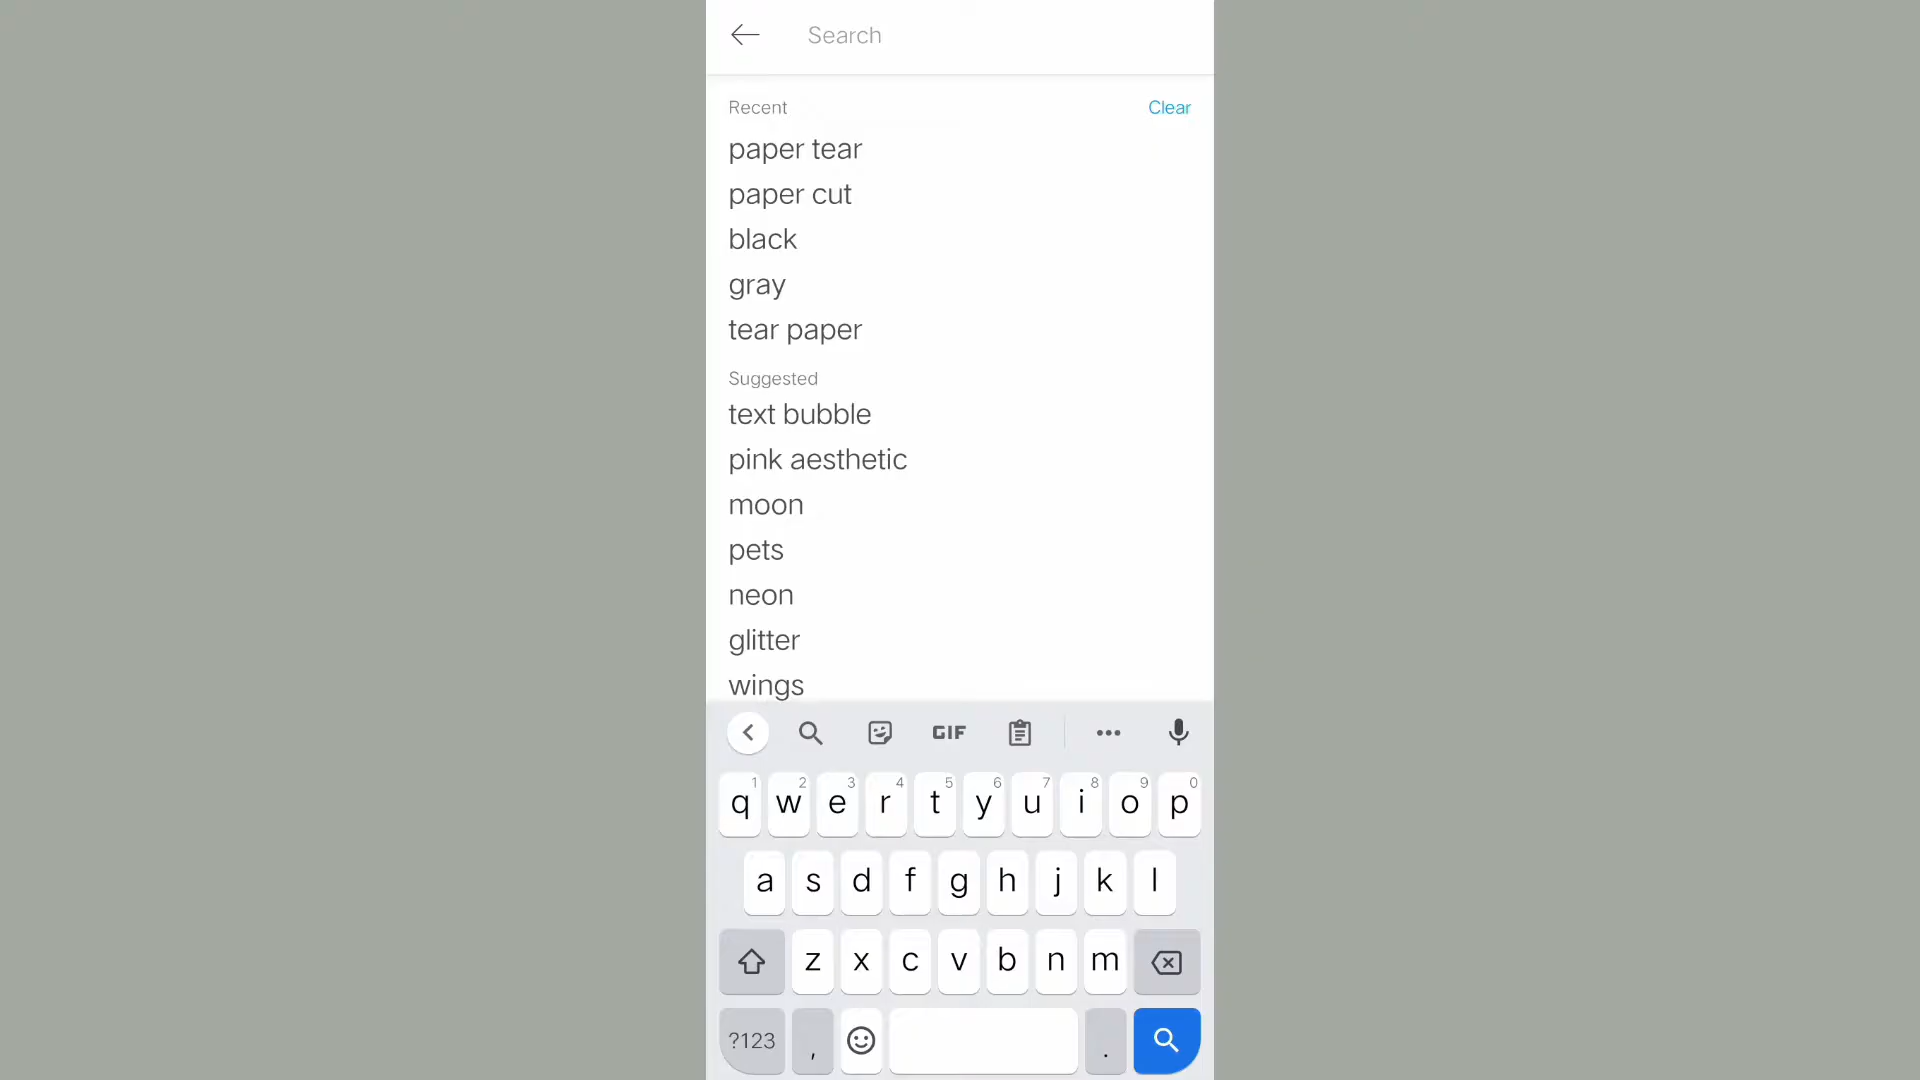 Search
Recent Clear
paper tear
paper cut
black
gray
tear paper
Suggested
text bubble
pink aesthetic
moon
pets
neon
glitter
wings
GIF
1 2 3 4 5 6 7 8 9 0
q w e r t y u i o p
a s d f g h j k l
z x c v b n m
?123 , .